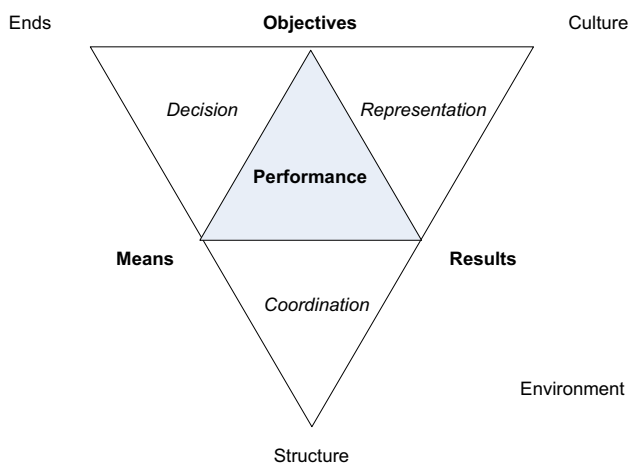 Ends
Objectives
Culture
Decision
Representation
Performance
Means
Results
Coordination
Environment
Structure